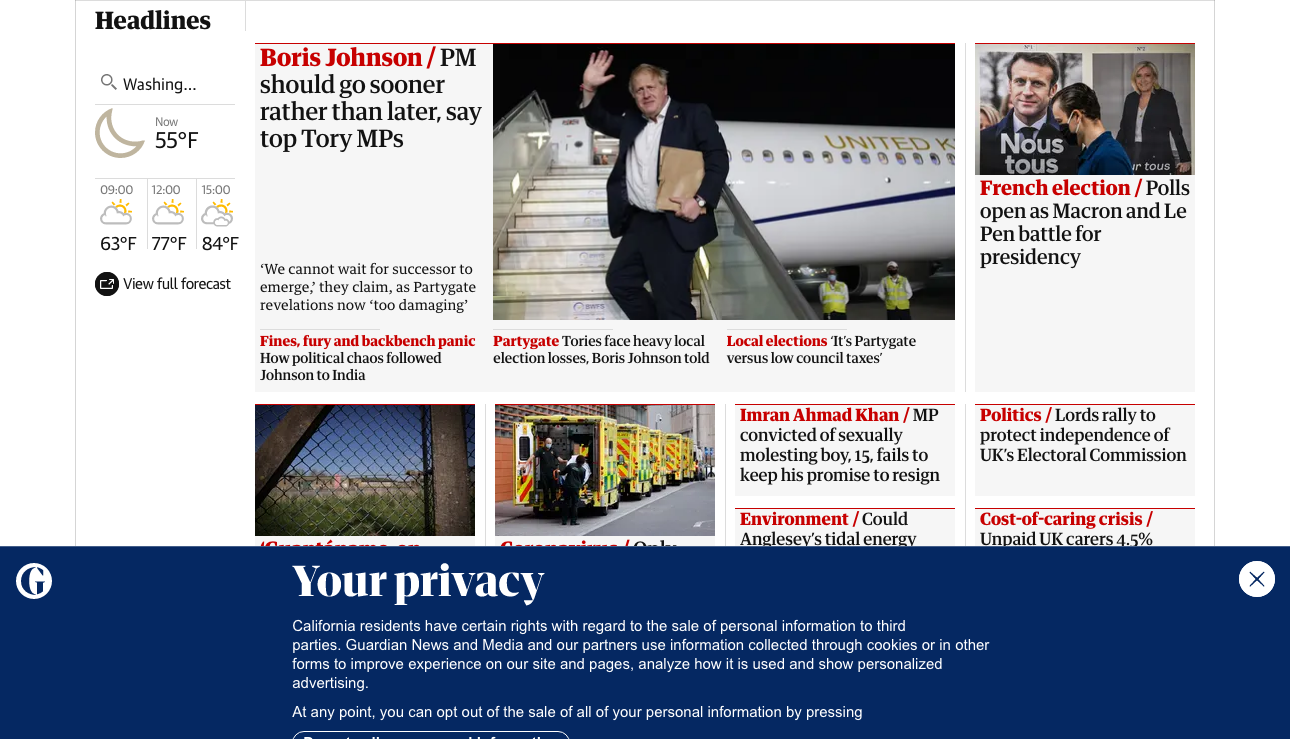 Headlines
Washing...
Now
55°F
09:00
12:00
15:00
63°F
77°F
84°F
View full forecast
Boris Johnson / PM
should go sooner
rather than later, say
top Tory MPs
‘We cannot wait for successor to
emerge,’ they claim, as Partygate
revelations now ‘too damaging’
UNITED K
Fines, fury and backbench panic
How political chaos followed
Johnson to India
Partygate Tories face heavy local
election losses, Boris Johnson told
Local elections ‘It’s Partygate
versus low council taxes’
N°1
N°2
Nous
tous
ur tous
French election / Polls
open as Macron and Le
Pen battle for
presidency
Imran Ahmad Khan / MP
convicted of sexually
molesting boy, 15, fails to
keep his promise to resign
Politics / Lords rally to
protect independence of
UK’s Electoral Commission
Coronavirus / Only
Environment / Could
Anglesey’s tidal energy
Cost-of-caring crisis /
Unpaid UK carers 4.5%
Your privacy
California residents have certain rights with regard to the sale of personal information to third
parties. Guardian News and Media and our partners use information collected through cookies or in other
forms to improve experience on our site and pages, analyze how it is used and show personalized
advertising.
At any point, you can opt out of the sale of all of your personal information by pressing